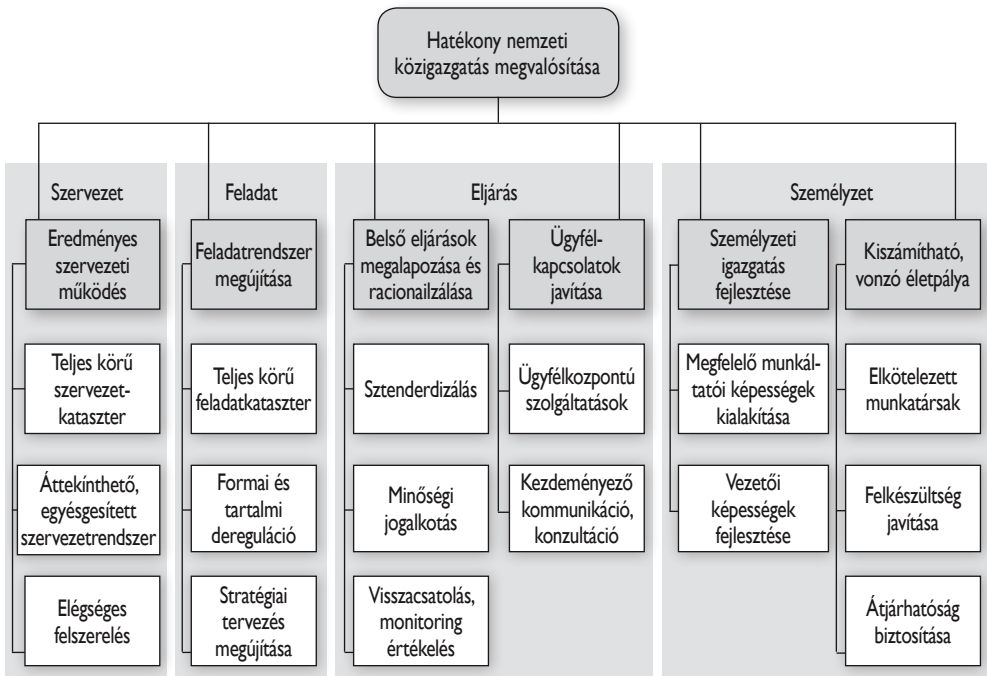 Hatékony nemzeti
közigazgatás megvalósítása
Szervezet
Eredményes
szervezeti
működés
Teljes körű
szervezet-
kataszter
Áttekínthető,
egyésgesített
szervezetrendszer
Elégséges
felszerelés
Feladat
Feladatrendszer
megújítása
Teljes körű
feladatkataszter
Formai és
tartalmi
dereguláció
Stratégiai
tervezés
megújítása
Eljárás
Belső eljárások
megalapozása és
racionailzálása
Sztenderdizálás
Minőségi
jogalkotás
Visszacsatolás,
monitoring
értékelés
Ügyfél-
kapcsolatok
javítása
Ügyfélközpontú
szolgáltatások
Kezdeményező
kommunikáció,
konzultáció
Személyzet
Személyzeti
igazgatás
fejlesztése
Megfelelő munkál-
tatói képességek
kialakítása
Vezetői
képességek
fejlesztése
Kiszámítható,
vonzó életpálya
Elkötelezett
munkatársak
Felkészültség
javítása
Átjárhatóság
biztosítása